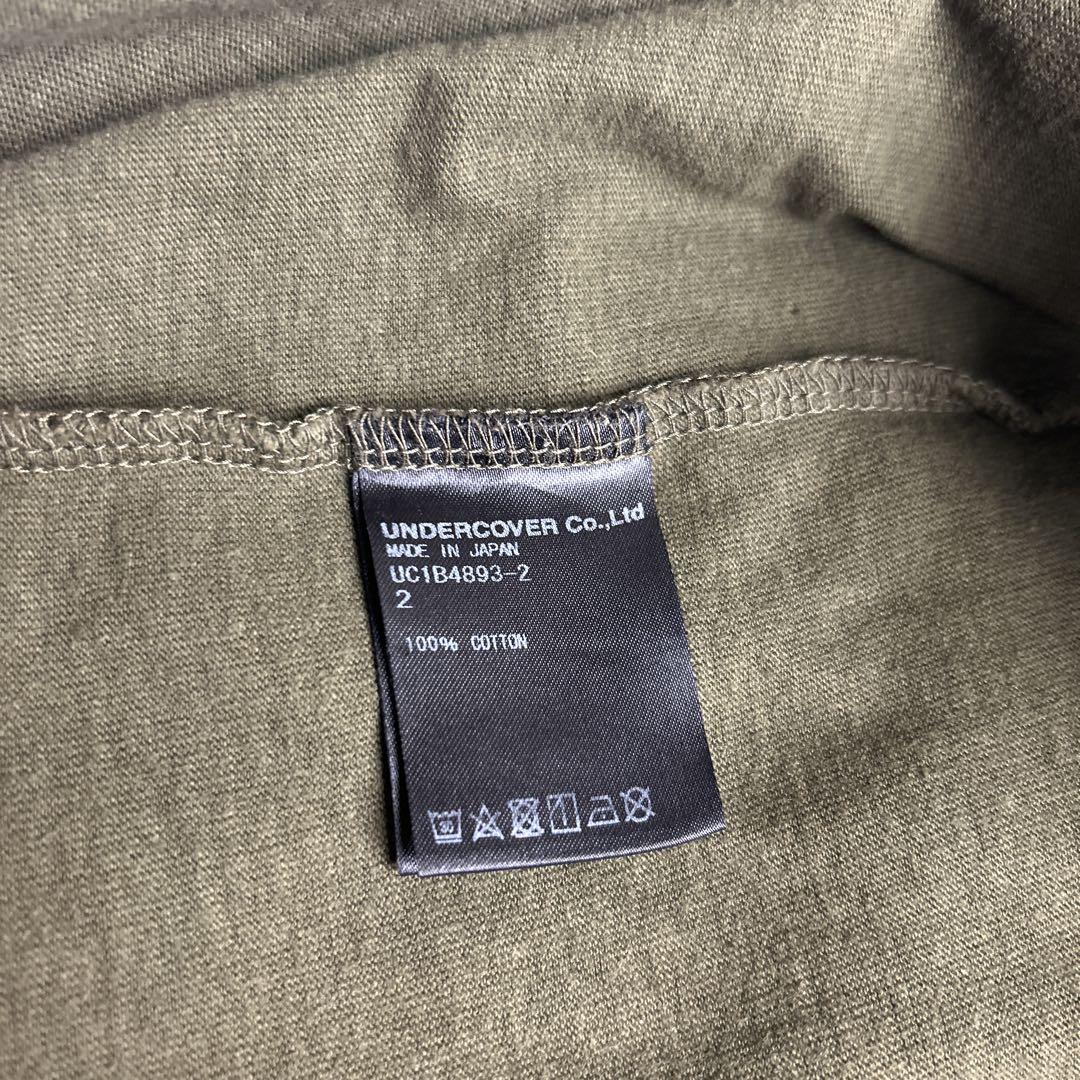 UNDERCOVER Co.,Ltd
MADE IN JAPAN
UC1B4893-2
2
100% COTTON